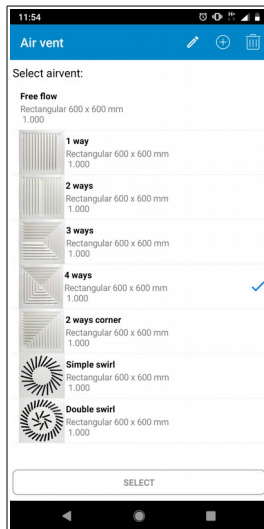 11:54
Air vent
Select airvent:
Free flow
Rectangular 600 x 600 mm
1.000
1 way
Rectangular 600 x 600 mm
1.000
2 ways
Rectangular 600 x 600 mm
1.000
3 ways
Rectangular 600 x 600 mm
1.000
4 ways
Rectangular 600 x 600 mm
1.000
2 ways corner
Rectangular 600 x 600 mm
1.000
Simple swirl
Rectangular 600 x 600 mm
1.000
Double swirl
Rectangular 600 x 600 mm
1.000
SELECT